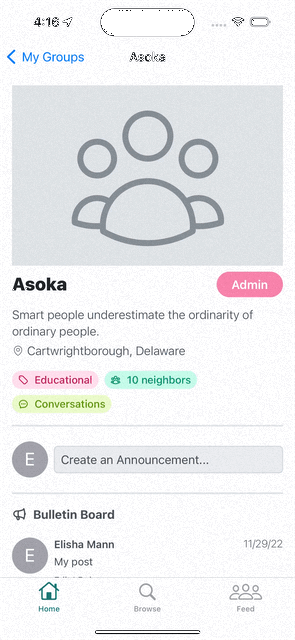 4:16
My Groups
Asoka
Asoka
Admin
Smart people underestimate the ordinarity of
ordinary people.
Cartwrightborough, Delaware
Educational
10 neighbors
Conversations
E
Create an Announcement...
Bulletin Board
E
Elisha Mann
11/29/22
My post
Home
Browse
Feed